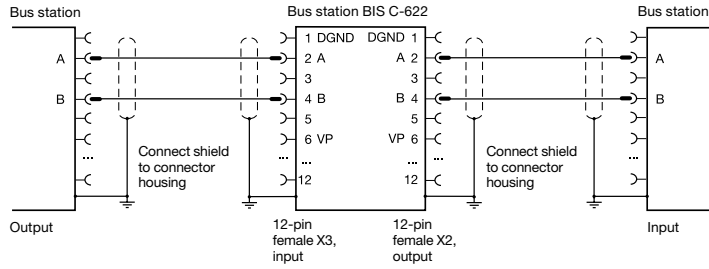 Bus station
Bus station BIS C-622
Bus station
1 DGND
DGND 1
A
2 A
A 2
A
3
3
B
4 B
B 4
B
5
5
6 VP
VP 6
...
...
...
...
12
12
Connect shield
to connector
housing
Connect shield
to connector
housing
Output
12-pin
female X3,
input
12-pin
female X2,
output
Input